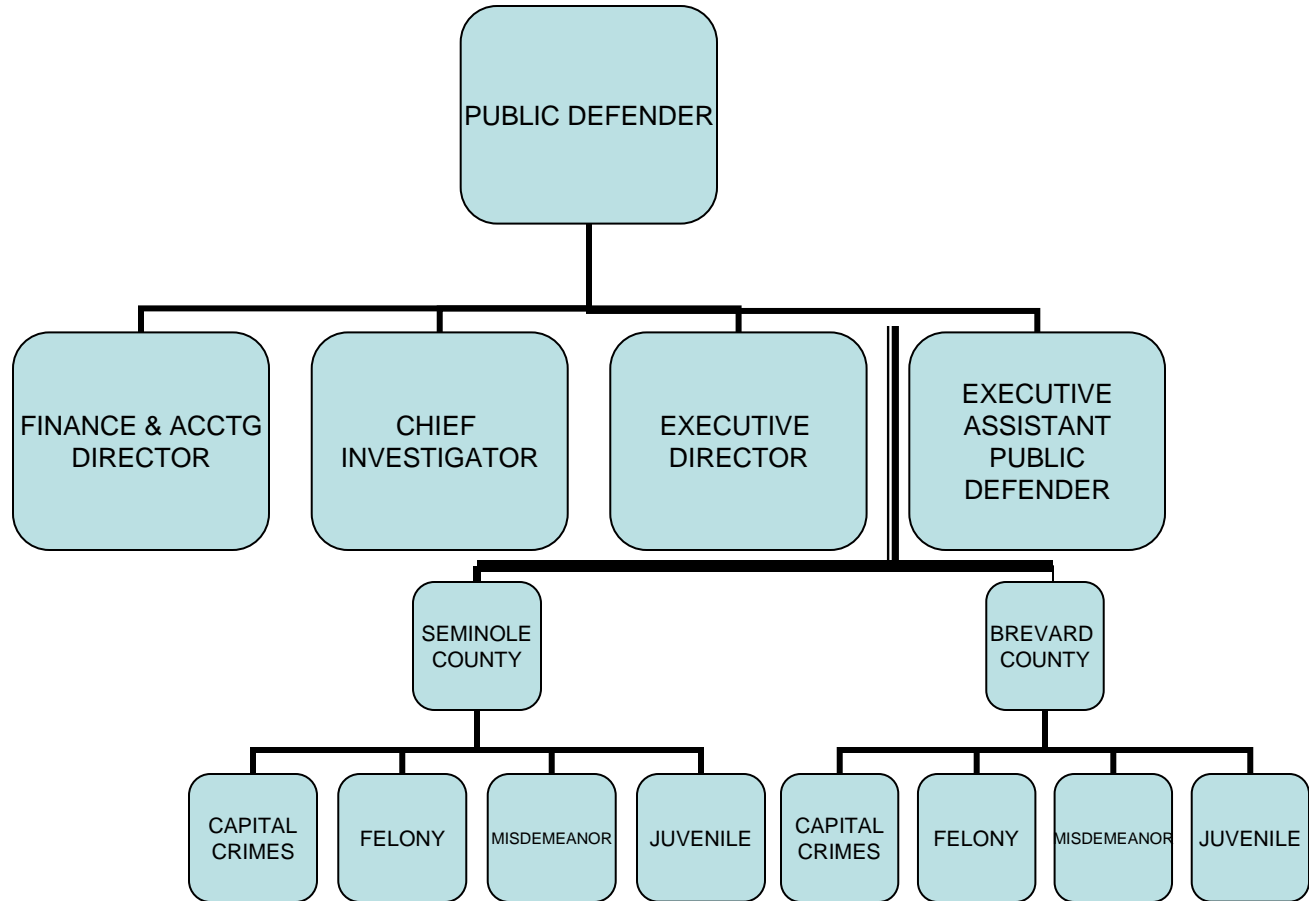 PUBLIC DEFENDER
FINANCE & ACCTG
DIRECTOR
CHIEF
INVESTIGATOR
EXECUTIVE
DIRECTOR
EXECUTIVE
ASSISTANT
PUBLIC
DEFENDER
SEMINOLE
COUNTY
BREVARD
COUNTY
CAPITAL
CRIMES
FELONY
MISDEMEANOR
JUVENILE
CAPITAL
CRIMES
FELONY
MISDEMEANOR
JUVENILE